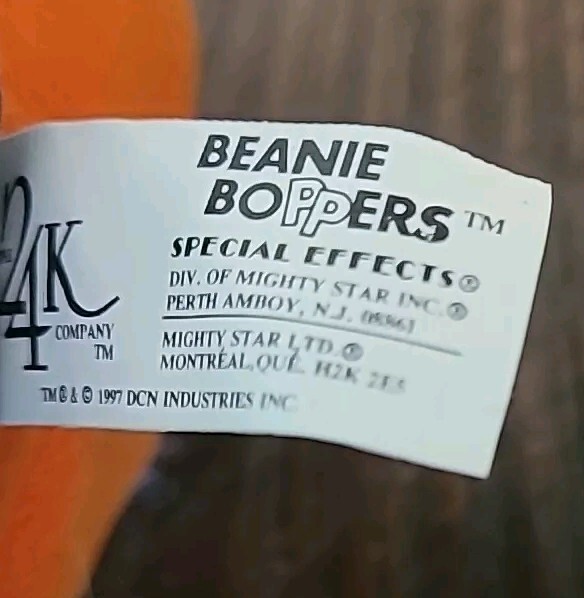 BEANIE
BOPPERS ™
SPECIAL EFFECTS®
DIV. OF MIGHTY STAR INC.®
PERTH AMBOY, N.J. 08861
24K
COMPANY
TM
MIGHTY STAR LTD.®
MONTRÉAL, QUÉ. H2K
TM® & © 1997 DCN INDUSTRIES INC.